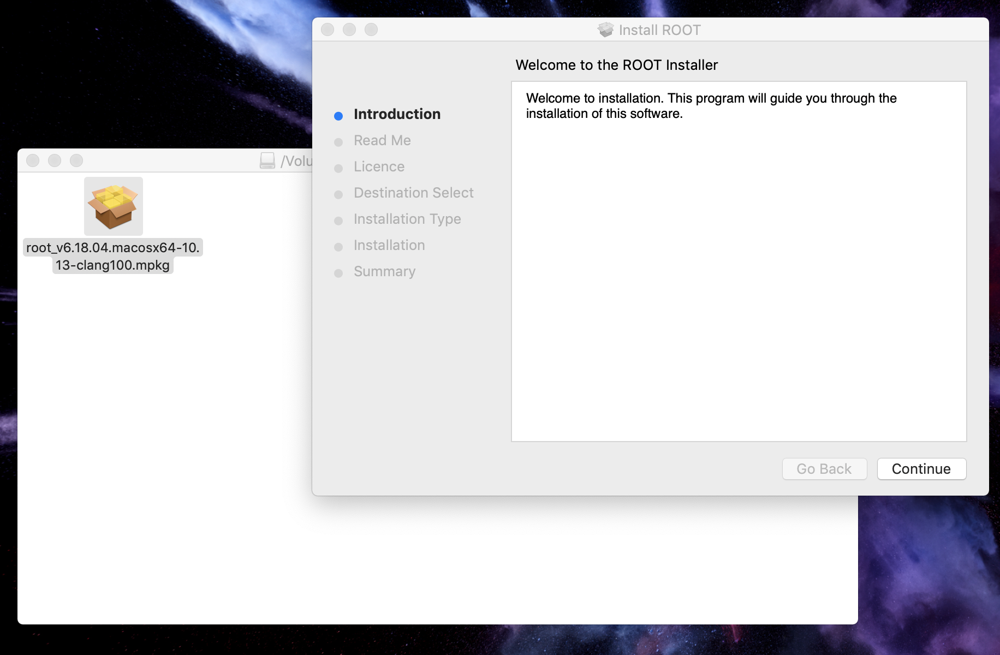 Install ROOT
Welcome to the ROOT Installer
Welcome to installation. This program will guide you through the
installation of this software.
Introduction
Read Me
Licence
Destination Select
Installation Type
Installation
Summary
Go Back
Continue
/Volu
root_v6.18.04.macosx64-10.
13-clang100.mpkg